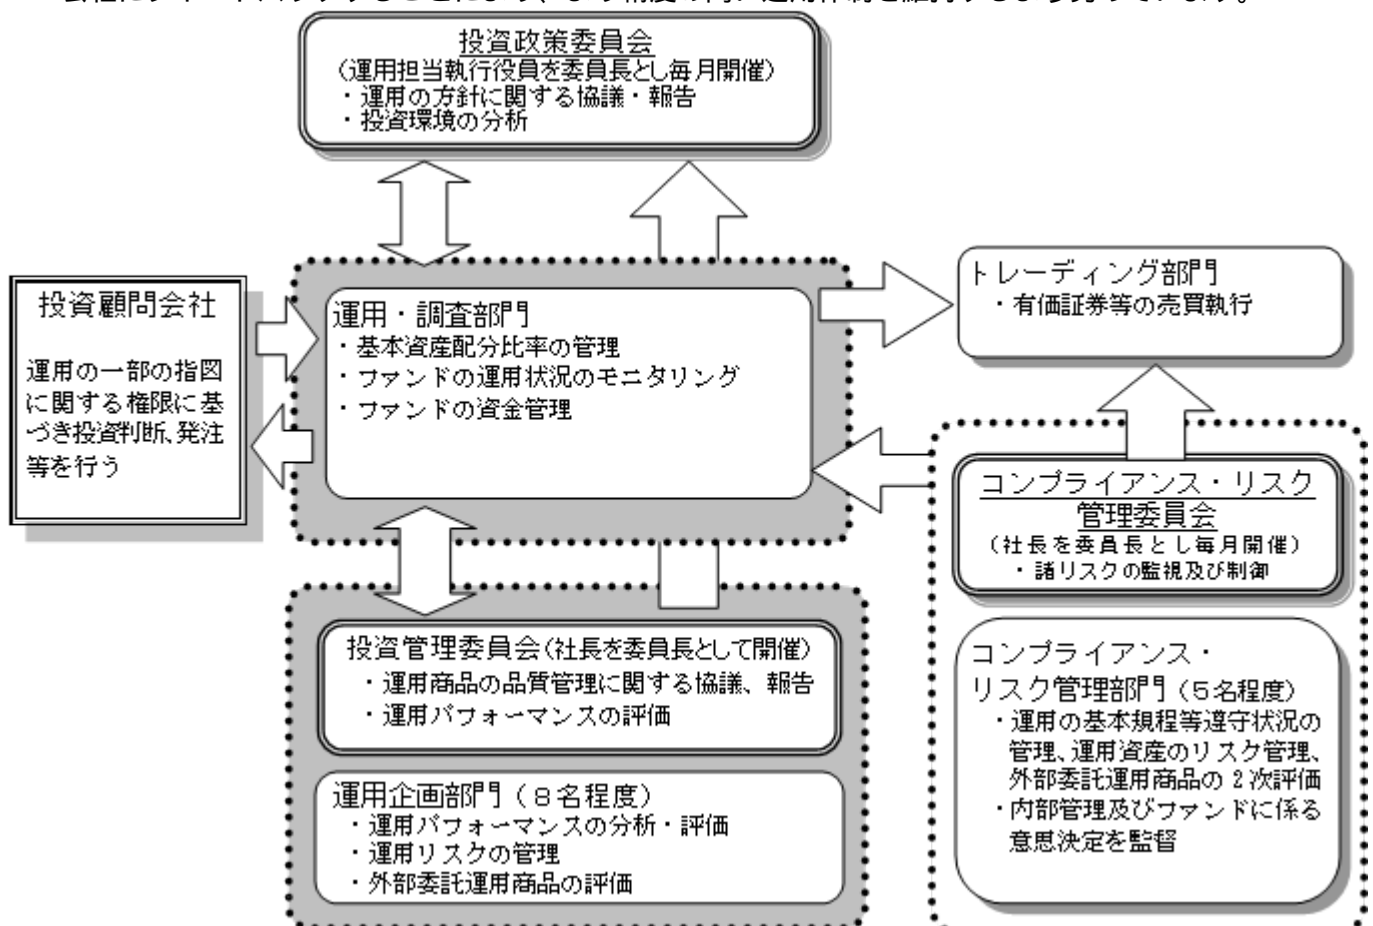 投資政策委員会
（運用担当執行役員を委員長とし毎月開催）
・運用の方針に関する協議・報告
・投資環境の分析
投資顧問会社
運用の一部の指図
に関する権限に基
づき投資判断、発注
等を行う
運用・調査部門
・基本資産配分比率の管理
・ファンドの運用状況のモニタリング
・ファンドの資金管理
トレーディング部門
・有価証券等の売買執行
コンプライアンス・リスク
管理委員会
（社長を委員長とし毎月開催）
・諸リスクの監視及び制御
投資管理委員会（社長を委員長として開催）
・運用商品の品質管理に関する協議、報告
・運用パフォーマンスの評価
運用企画部門（８名程度）
・運用パフォーマンスの分析・評価
・運用リスクの管理
・外部委託運用商品の評価
コンプライアンス・
リスク管理部門（５名程度）
・運用の基本規程等遵守状況の
管理、運用資産のリスク管理、
外部委託運用商品の２次評価
・内部管理及びファンドに係る
意思決定を監督